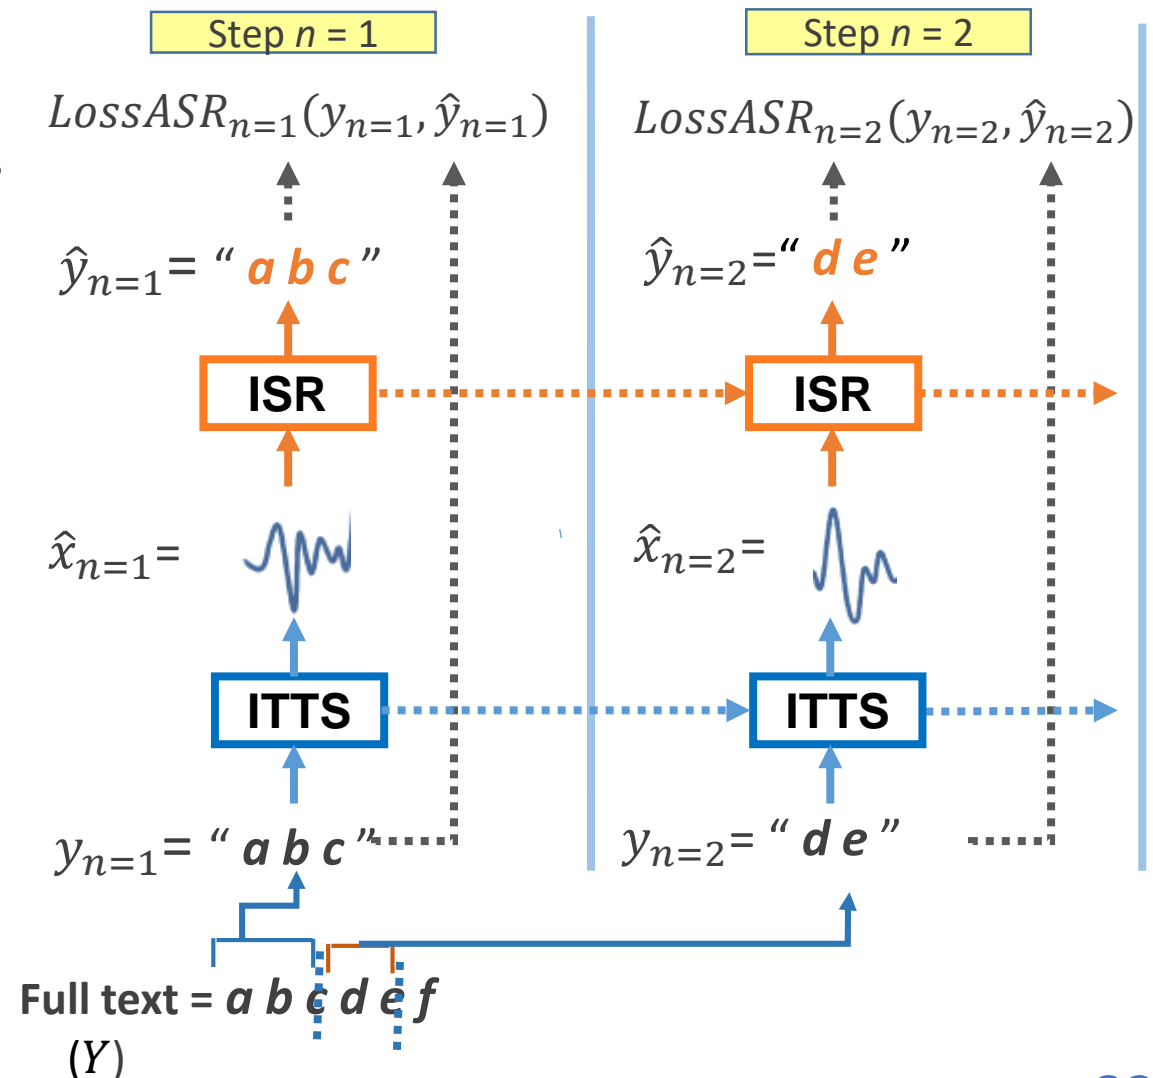 Step n = 1
Step n = 2
LossASR_{n=1}(y_{n=1}, ŷ_{n=1})
LossASR_{n=2}(y_{n=2}, ŷ_{n=2})
ŷ_{n=1}= “ a b c ”
ŷ_{n=2}=“ d e ”
ISR
ISR
x̂_{n=1}=
x̂_{n=2}=
ITTS
ITTS
y_{n=1}= “ a b c ”
y_{n=2}= “ d e ”
Full text = a b c d e f
(Y)